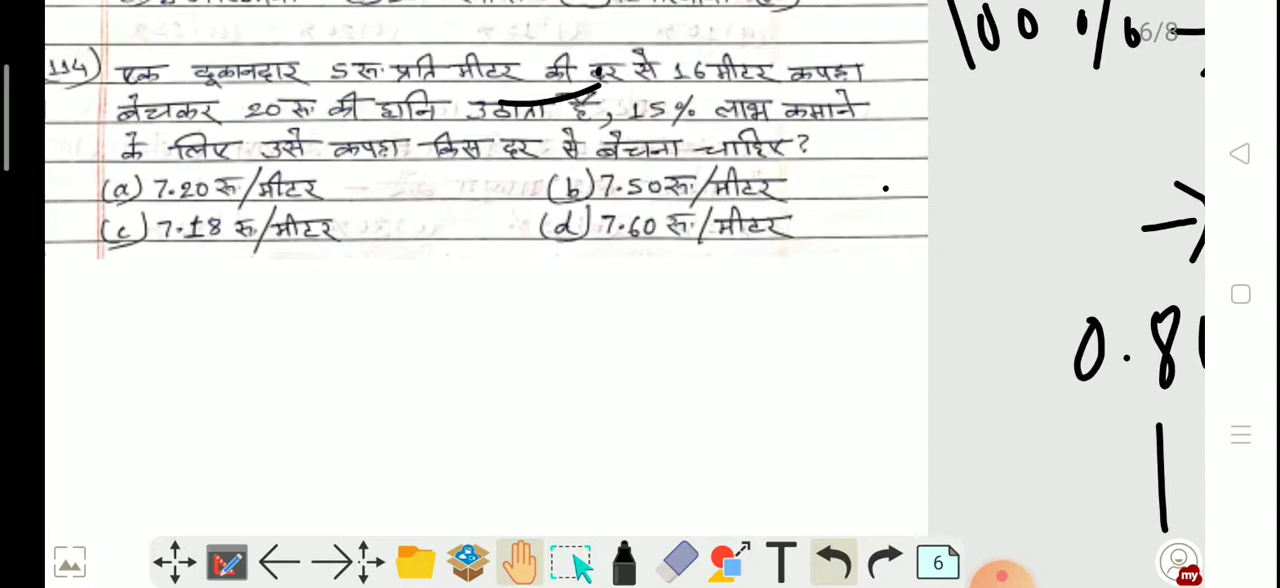 100 %
6/8
114) एक दूकानदार 5 रू प्रति मीटर की दर से 16 मीटर कपड़ा
बेचकर 20 रू की हानि उठाता है, 15% लाभ कमाने
के लिए उसे कपड़ा किस दर से बेचना चाहिए?
(a) 7.20 रू/मीटर (b) 7.50 रू/मीटर
(c) 7.18 रू/मीटर (d) 7.60 रू/मीटर
0.8
T
6
my